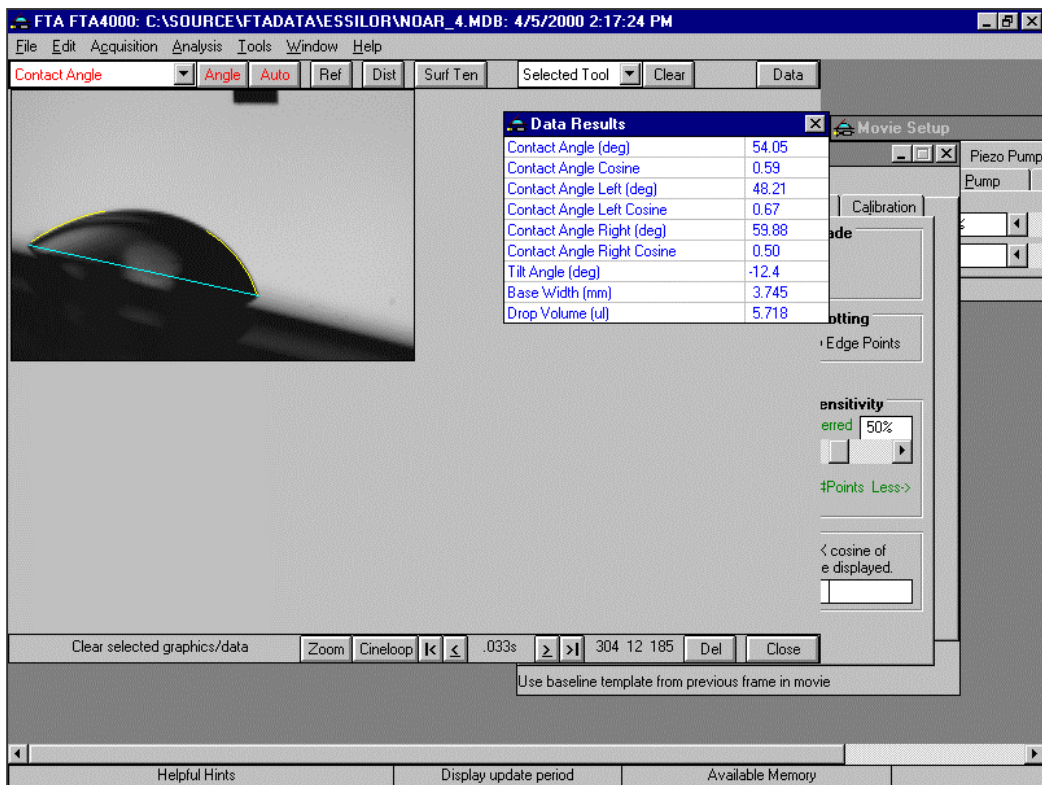 FTA FTA4000: C:\SOURCE\FTADATA\ESSILOR\NOAR_4.MDB: 4/5/2000 2:17:24 PM
File Edit Acquisition Analysis Tools Window Help
Contact Angle Angle Auto Ref Dist Surf Ten Selected Tool Clear Data
Data Results
Contact Angle (deg) 54.05
Contact Angle Cosine 0.59
Contact Angle Left (deg) 48.21
Contact Angle Left Cosine 0.67
Contact Angle Right (deg) 59.88
Contact Angle Right Cosine 0.50
Tilt Angle (deg) -12.4
Base Width (mm) 3.745
Drop Volume (ul) 5.718
Movie Setup
Piezo Pump
Pump
%
Calibration
ade
otting
Edge Points
ensitivity
erred 50%
#Points Less->
cosine of
e displayed.
Clear selected graphics/data Zoom Cineloop |< < .033s > >| 304 12 185 Del Close
Use baseline template from previous frame in movie
Helpful Hints Display update period Available Memory